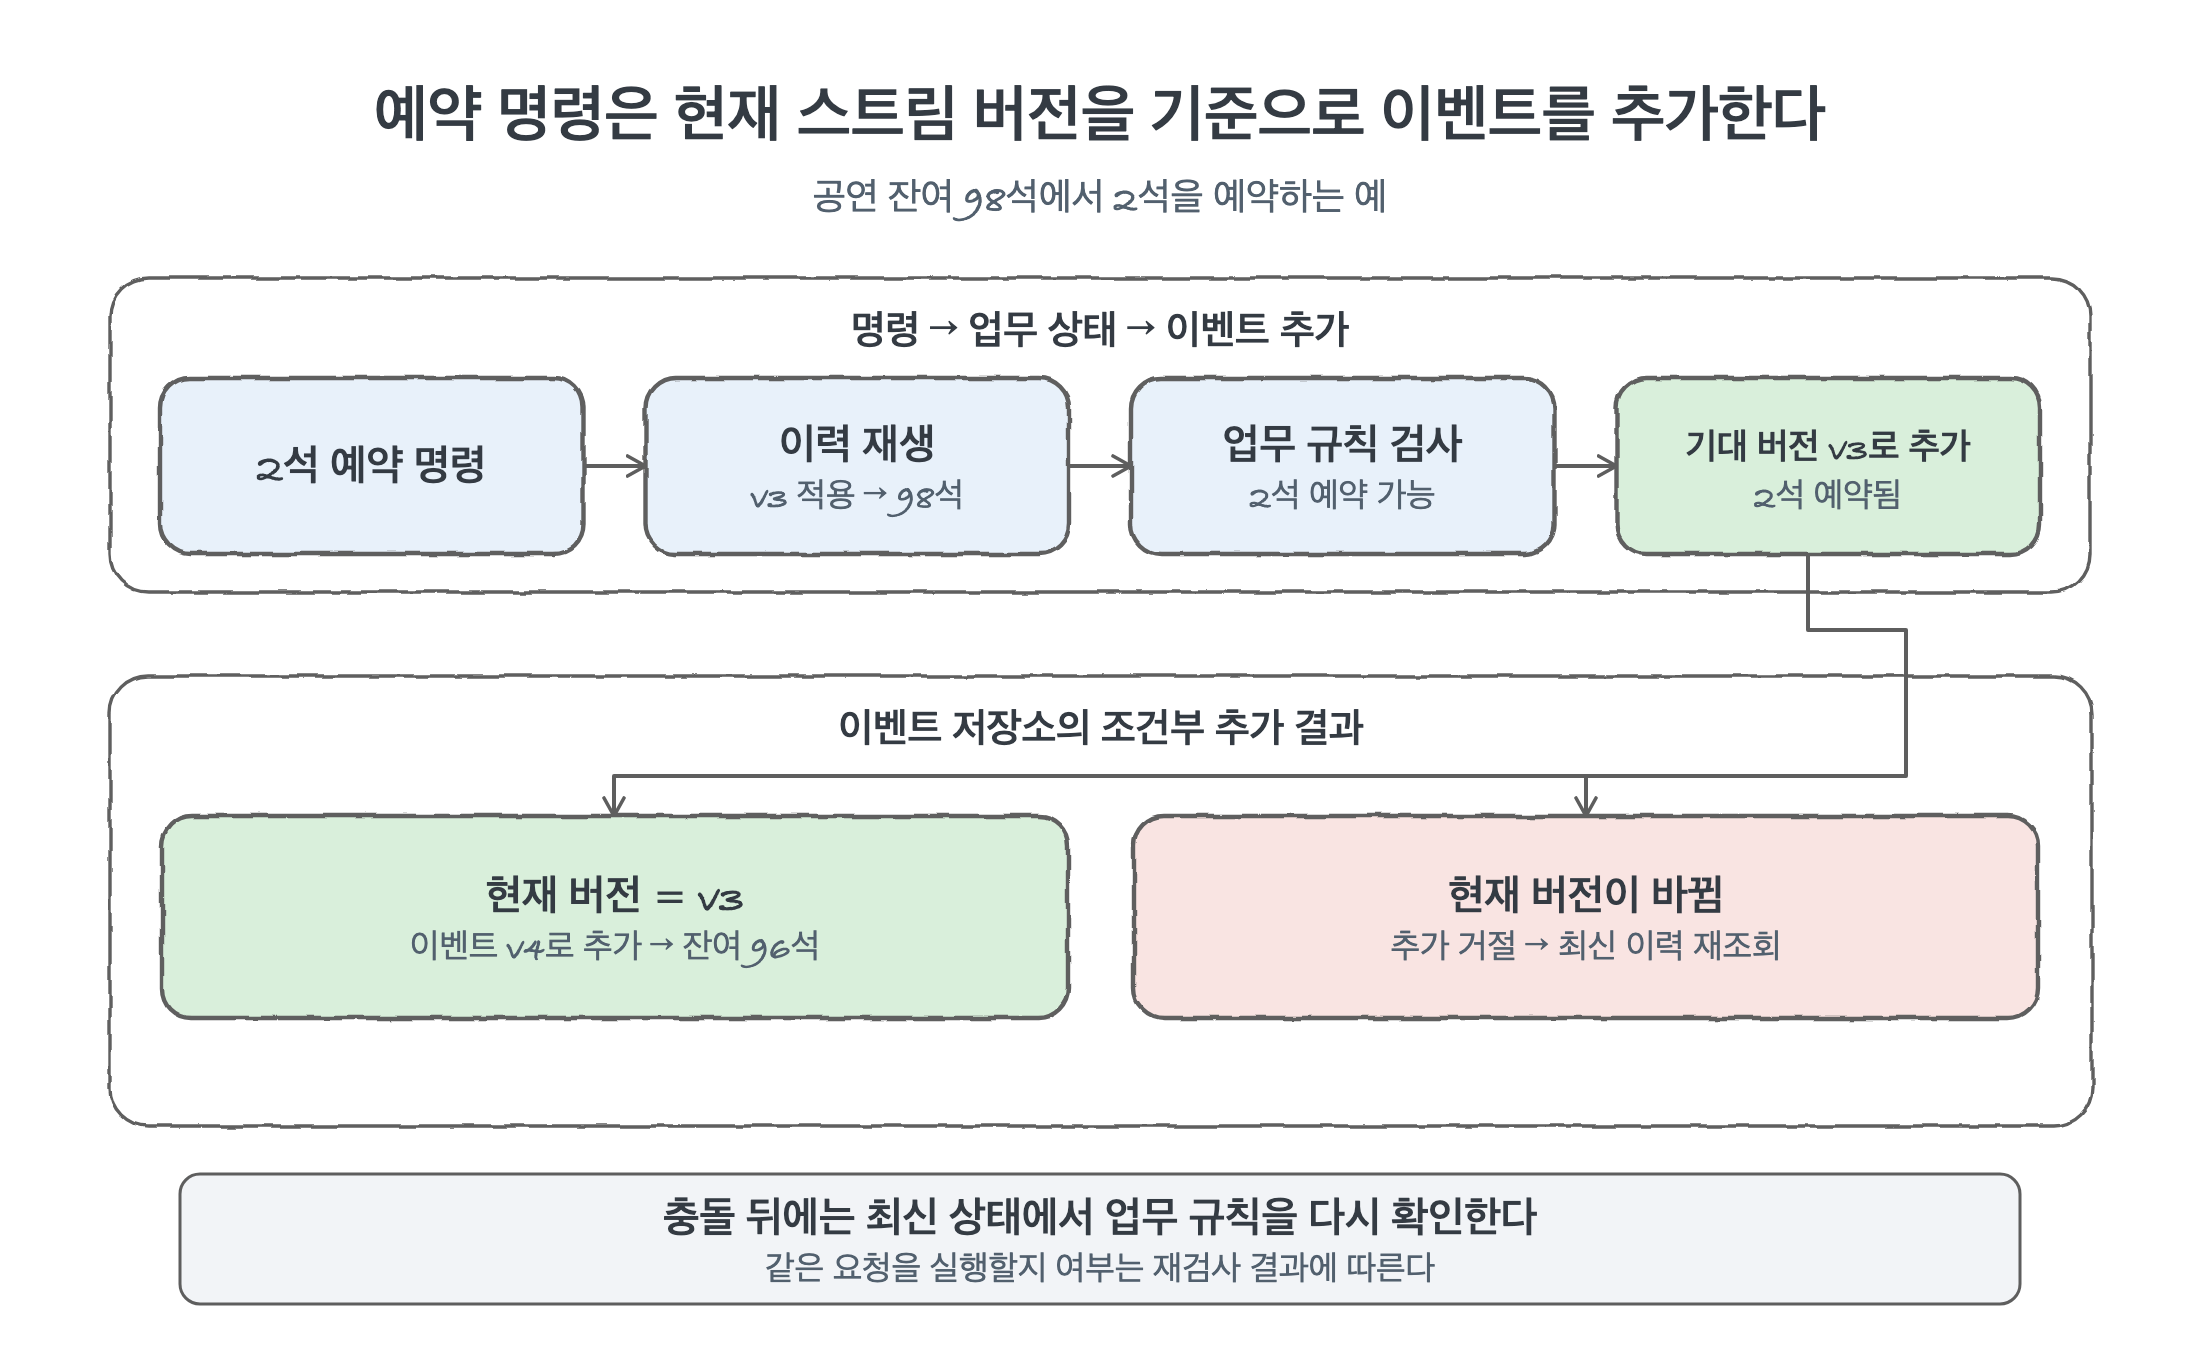 예약 명령은 현재 스트림 버전을 기준으로 이벤트를 추가한다
공연 잔여 98석에서 2석을 예약하는 예
명령 → 업무 상태 → 이벤트 추가
2석 예약 명령
이력 재생
v3 적용 → 98석
업무 규칙 검사
2석 예약 가능
기대 버전 v3로 추가
2석 예약됨
이벤트 저장소의 조건부 추가 결과
현재 버전 = v3
이벤트 v4로 추가 → 잔여 96석
현재 버전이 바뀜
추가 거절 → 최신 이력 재조회
충돌 뒤에는 최신 상태에서 업무 규칙을 다시 확인한다
같은 요청을 실행할지 여부는 재검사 결과에 따른다